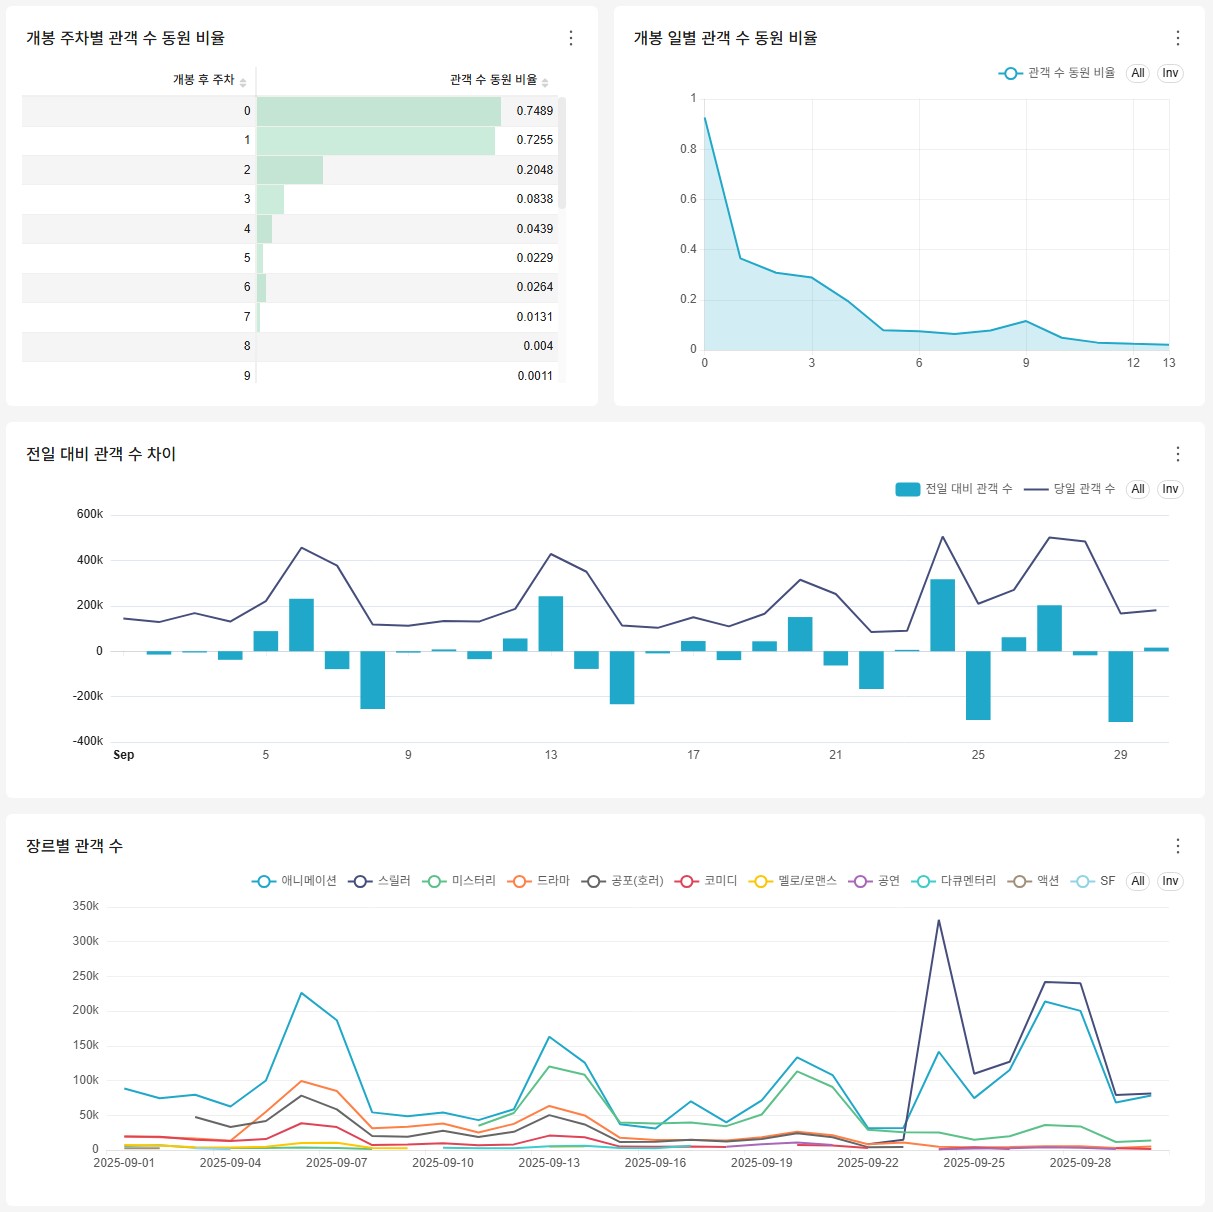 개봉 주차별 관객 수 동원 비율
개봉 후 주차 관객 수 동원 비율
0 0.7489
1 0.7255
2 0.2048
3 0.0838
4 0.0439
5 0.0229
6 0.0264
7 0.0131
8 0.004
9 0.0011
개봉 일별 관객 수 동원 비율
관객 수 동원 비율 All Inv
1
0.8
0.6
0.4
0.2
0
0 3 6 9 12 13
전일 대비 관객 수 차이
전일 대비 관객 수 당일 관객 수 All Inv
600k
400k
200k
0
-200k
-400k
Sep 5 9 13 17 21 25 29
장르별 관객 수
애니메이션 스릴러 미스터리 드라마 공포(호러) 코미디 멜로/로맨스 공연 다큐멘터리 액션 SF All Inv
350k
300k
250k
200k
150k
100k
50k
0
2025-09-01 2025-09-04 2025-09-07 2025-09-10 2025-09-13 2025-09-16 2025-09-19 2025-09-22 2025-09-25 2025-09-28